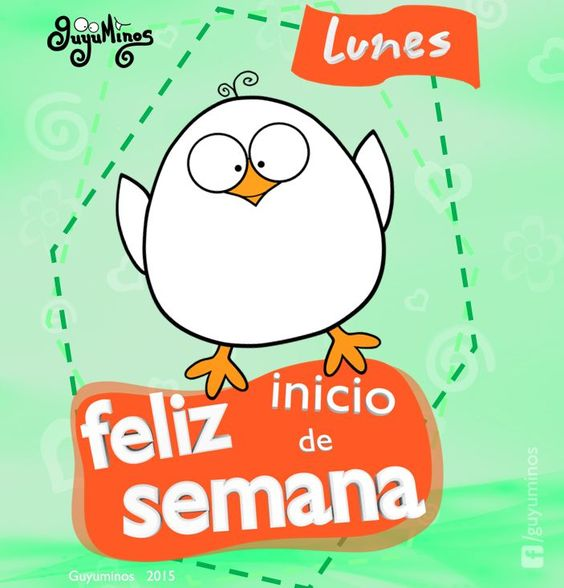 guyuMinos
Lunes
feliz inicio
de
semana
/guyuminos
Guyuminos 2015